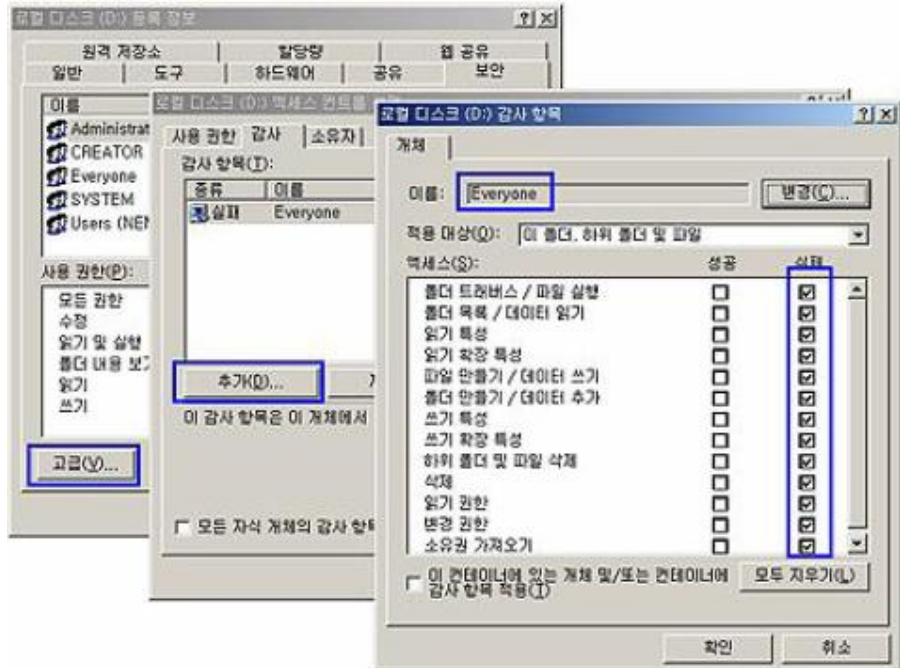 로컬 디스크 (D:) 등록 정보
원격 저장소 할당량 웹 공유
일반 도구 하드웨어 공유 보안
이름
Administrat
CREATOR
Everyone
SYSTEM
Users (NEM
사용 권한(P):
모든 권한
수정
읽기 및 실행
폴더 내용 보기
읽기
쓰기
고급(V)...
로컬 디스크 (D:) 액세스 컨트롤
사용 권한 감사 소유자
감사 항목(T):
종류 이름
실패 Everyone
추가(D)...
이 감사 항목은 이 개체에서
모든 자식 개체의 감사 항목
로컬 디스크 (D:) 감사 항목
개체
이름: Everyone 변경(C)...
적용 대상(O): 이 폴더, 하위 폴더 및 파일
액세스(S): 성공 실패
폴더 트래버스 / 파일 실행
폴더 목록 / 데이터 읽기
읽기 특성
읽기 확장 특성
파일 만들기 / 데이터 쓰기
폴더 만들기 / 데이터 추가
쓰기 특성
쓰기 확장 특성
하위 폴더 및 파일 삭제
삭제
읽기 권한
변경 권한
소유권 가져오기
이 컨테이너에 있는 개체 및/또는 컨테이너에
감사 항목 적용(T)
모두 지우기(L)
확인 취소